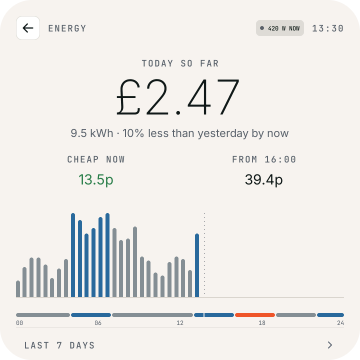 ENERGY
420 W NOW
13:30
TODAY SO FAR
£2.47
9.5 kWh · 10% less than yesterday by now
CHEAP NOW
FROM 16:00
13.5p
39.4p
00 06 12 18 24
LAST 7 DAYS